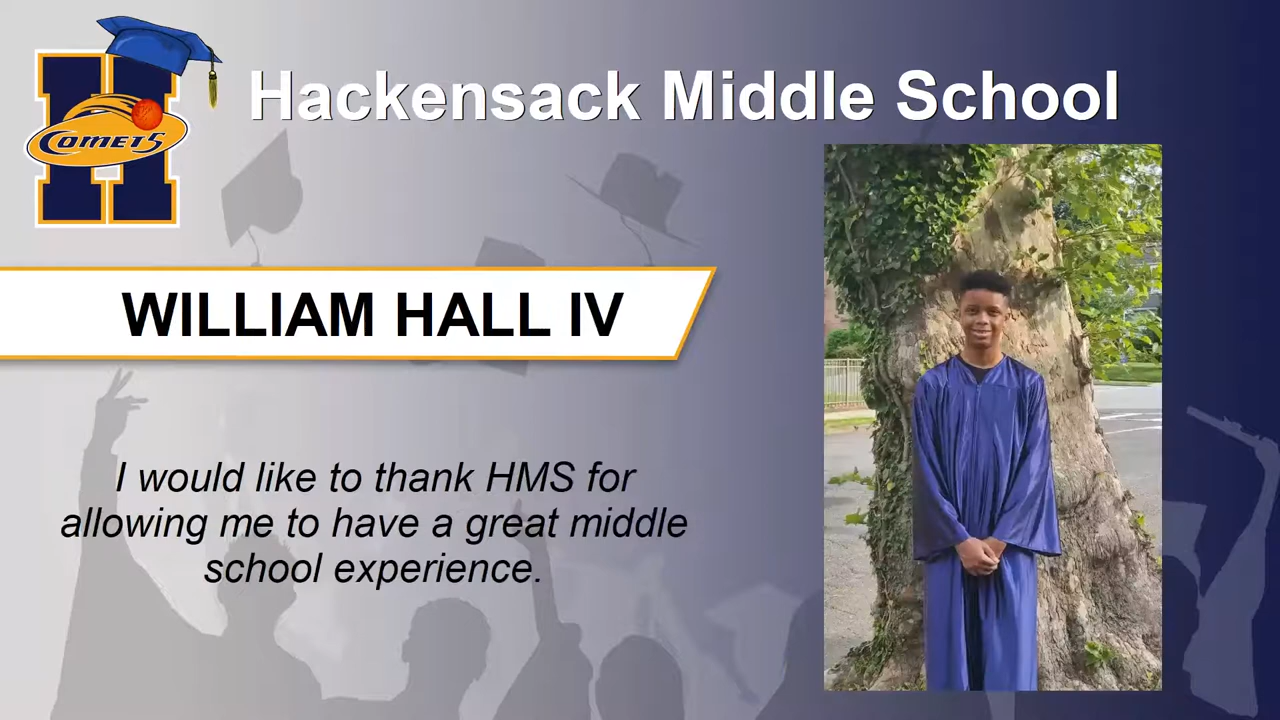 Hackensack Middle School
COMETS
WILLIAM HALL IV
I would like to thank HMS for
allowing me to have a great middle
school experience.